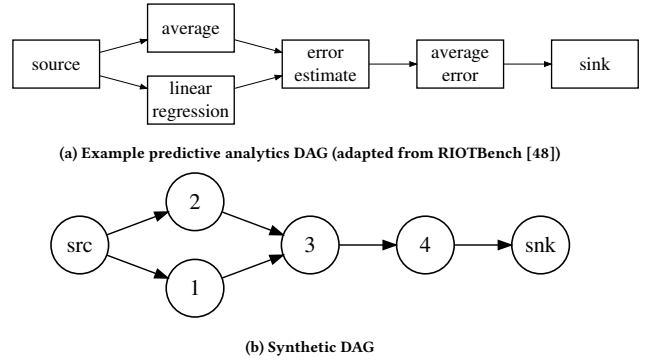 average
source
linear
regression
error
estimate
average
error
sink
(a) Example predictive analytics DAG (adapted from RIOTBench [48])
2
src
1
3
4
snk
(b) Synthetic DAG